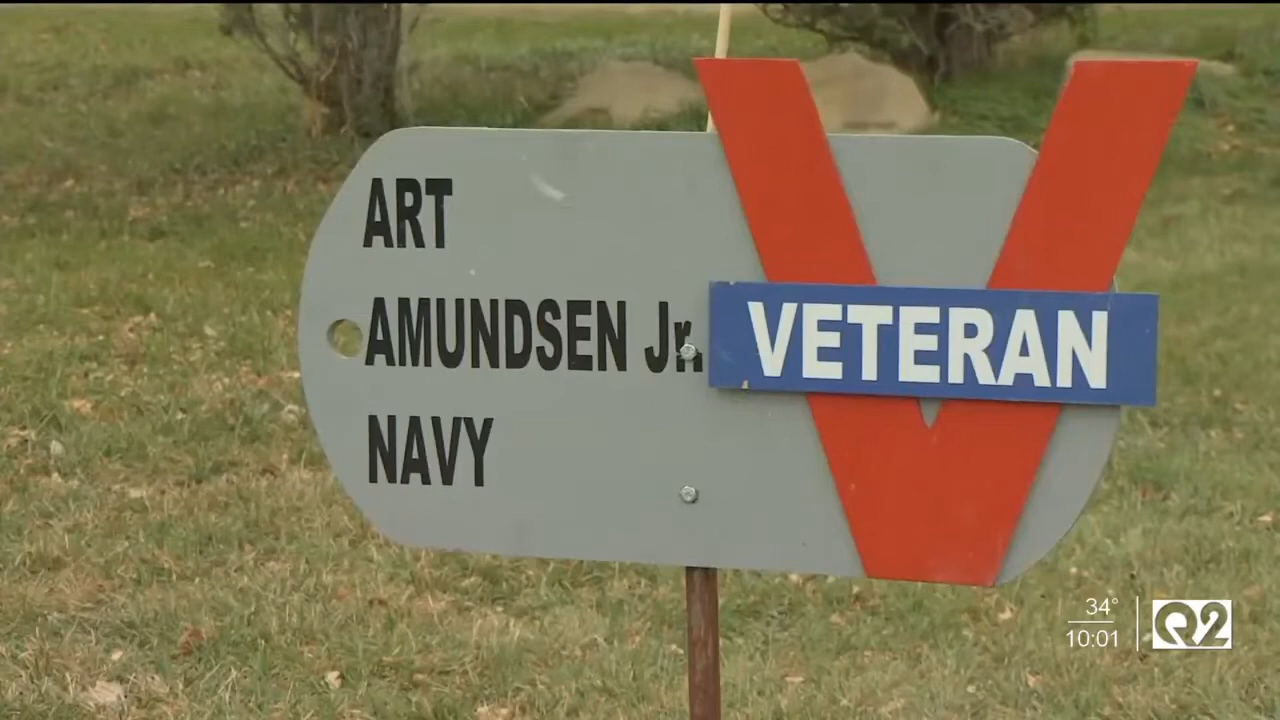 ART
AMUNDSEN Jr.
NAVY
V
VETERAN
34°
10:01
Q2